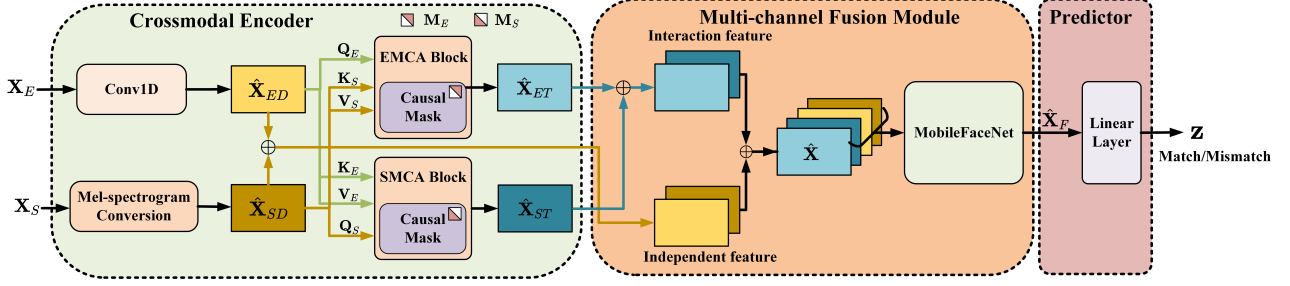 Crossmodal Encoder
M_E M_S
X_E
Conv1D
X̂_ED
Q_E
K_S
V_S
EMCA Block
Causal
Mask
X̂_ET
X_S
Mel-spectrogram
Conversion
X̂_SD
K_E
V_E
Q_S
SMCA Block
Causal
Mask
X̂_ST
Multi-channel Fusion Module
Interaction feature
Independent feature
X̂
MobileFaceNet
X̂_F
Predictor
Linear
Layer
z
Match/Mismatch